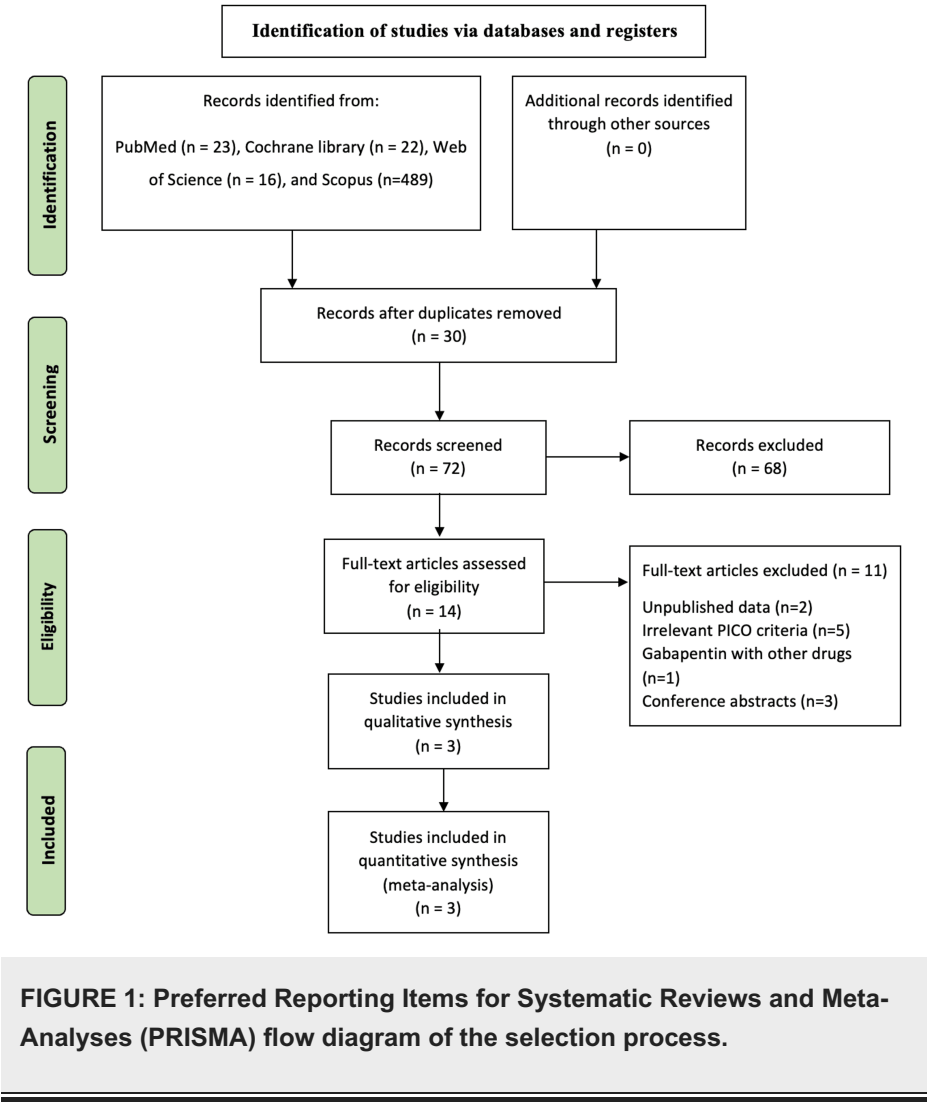 Identification of studies via databases and registers
Identification
Records identified from:
PubMed (n = 23), Cochrane library (n = 22), Web
of Science (n = 16), and Scopus (n=489)
Additional records identified
through other sources
(n = 0)
Records after duplicates removed
(n = 30)
Screening
Records screened
(n = 72)
Records excluded
(n = 68)
Eligibility
Full-text articles assessed
for eligibility
(n = 14)
Full-text articles excluded (n = 11)
Unpublished data (n=2)
Irrelevant PICO criteria (n=5)
Gabapentin with other drugs
(n=1)
Conference abstracts (n=3)
Studies included in
qualitative synthesis
(n = 3)
Included
Studies included in
quantitative synthesis
(meta-analysis)
(n = 3)
FIGURE 1: Preferred Reporting Items for Systematic Reviews and Meta-
Analyses (PRISMA) flow diagram of the selection process.